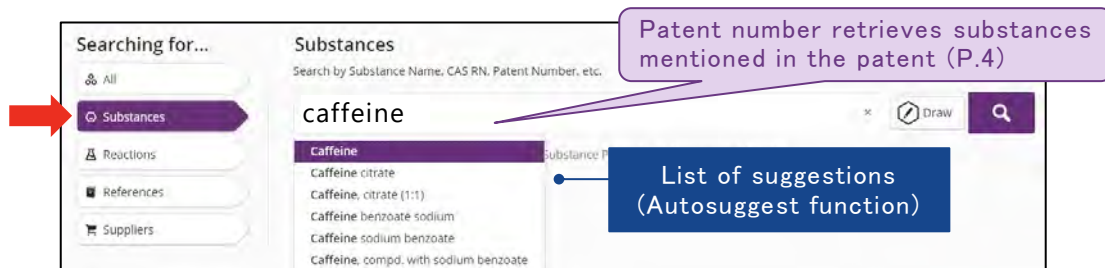 Searching for...
All
Substances
Reactions
References
Suppliers
Substances
Search by Substance Name, CAS RN, Patent Number, etc.
caffeine
× Draw
Caffeine
Caffeine citrate
Caffeine, citrate (1:1)
Caffeine benzoate sodium
Caffeine sodium benzoate
Caffeine, compd. with sodium benzoate
Substance P
Patent number retrieves substances
mentioned in the patent (P.4)
List of suggestions
(Autosuggest function)